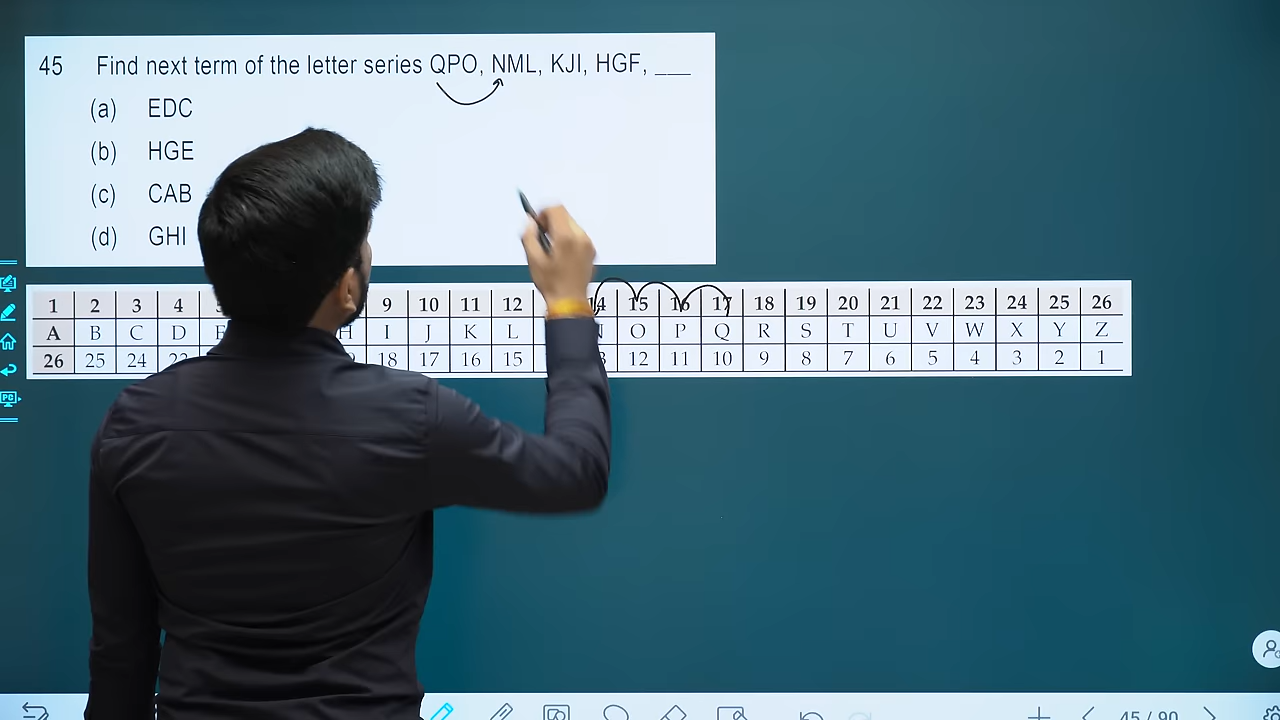 45 Find next term of the letter series QPO, NML, KJI, HGF, ___
(a) EDC
(b) HGE
(c) CAB
(d) GHI
1 2 3 4 9 10 11 12 14 15 16 17 18 19 20 21 22 23 24 25 26
A B C D E H I J K L N O P Q R S T U V W X Y Z
26 25 24 23 18 17 16 15 12 11 10 9 8 7 6 5 4 3 2 1
PC
45/90